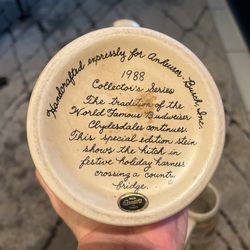 Handcrafted expressly for Anheuser-Busch, Inc.
1988
Collector's Series
The Tradition of the
World Famous Budweiser
Clydesdales continues.
This special edition stein
shows the hitch in
festive holiday harness
crossing a country
bridge.